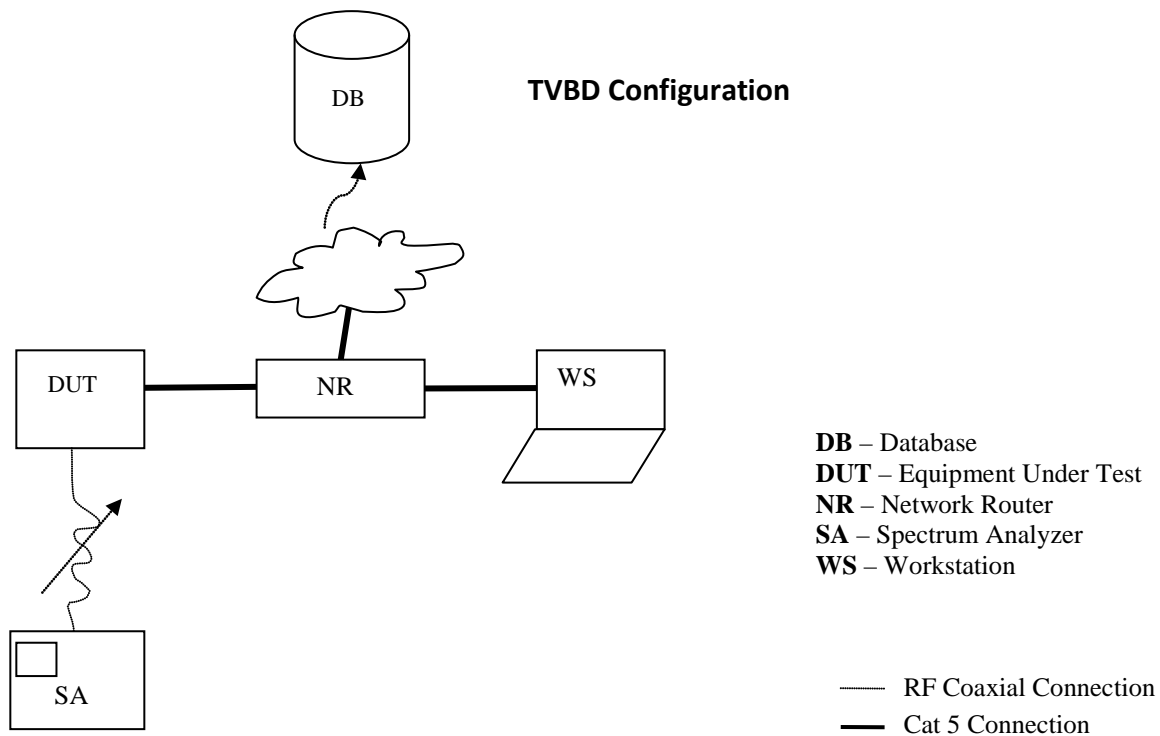 TVBD Configuration
DB
DUT
NR
WS
SA
DB – Database
DUT – Equipment Under Test
NR – Network Router
SA – Spectrum Analyzer
WS – Workstation
RF Coaxial Connection
Cat 5 Connection